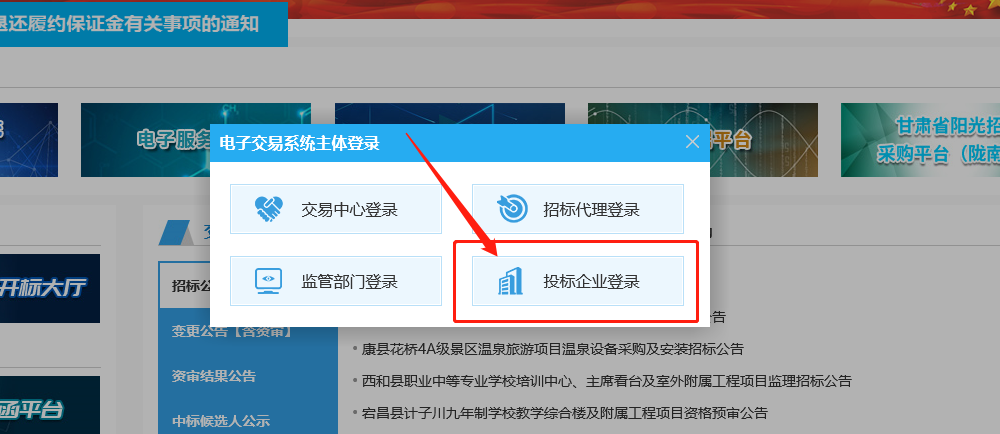 退还履约保证金有关事项的通知
电子服务
平台
甘肃省阳光招
采购平台（陇南
电子交易系统主体登录
交易中心登录
招标代理登录
监管部门登录
投标企业登录
开标大厅
函平台
招标公
变更公告【含资审】
资审结果公告
中标候选人公示
告
康县花桥4A级景区温泉旅游项目温泉设备采购及安装招标公告
西和县职业中等专业学校培训中心、主席看台及室外附属工程项目监理招标公告
宕昌县计子川九年制学校教学综合楼及附属工程项目资格预审公告